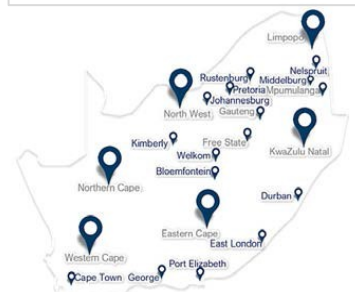 Limpopo
Nelspruit
Rustenburg
Middelburg
Pretoria
Mpumulanga
Johannesburg
North West
Gauteng
Kimberly
Free State
KwaZulu Natal
Welkom
Bloemfontein
Northern Cape
Durban
Eastern Cape
East London
Western Cape
Port Elizabeth
Cape Town
George